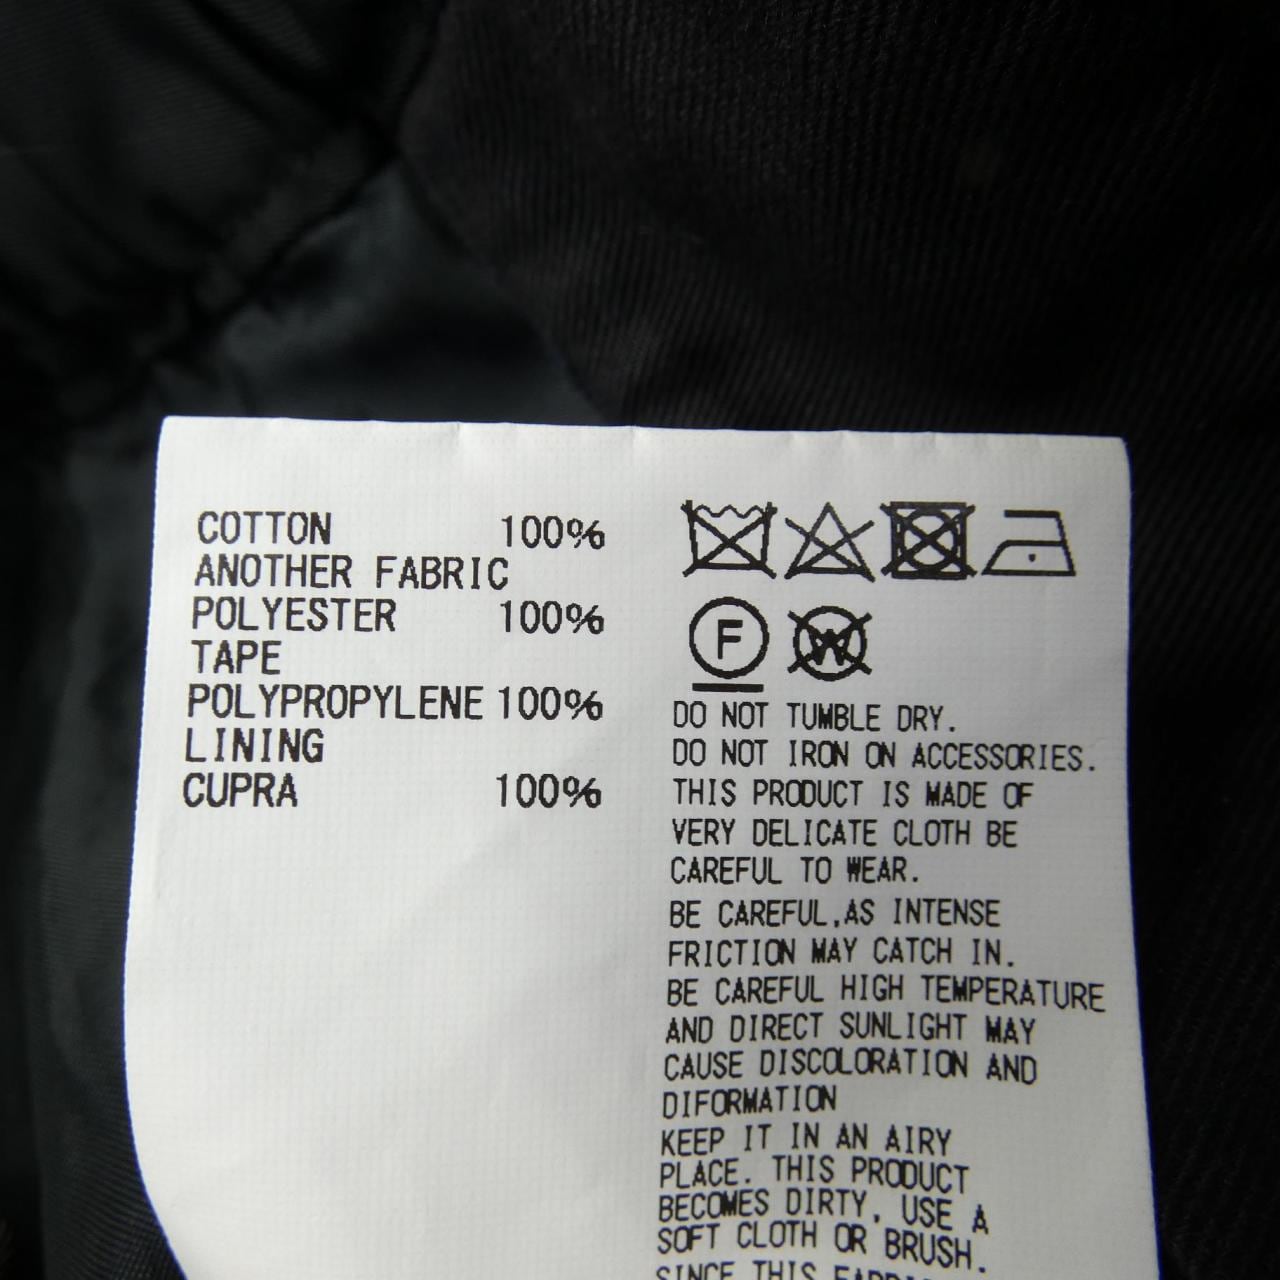 COTTON 100%
ANOTHER FABRIC
POLYESTER 100%
TAPE
POLYPROPYLENE 100%
LINING
CUPRA 100%
F W
DO NOT TUMBLE DRY.
DO NOT IRON ON ACCESSORIES.
THIS PRODUCT IS MADE OF
VERY DELICATE CLOTH BE
CAREFUL TO WEAR.
BE CAREFUL,AS INTENSE
FRICTION MAY CATCH IN.
BE CAREFUL HIGH TEMPERATURE
AND DIRECT SUNLIGHT MAY
CAUSE DISCOLORATION AND
DIFORMATION
KEEP IT IN AN AIRY
PLACE. THIS PRODUCT
BECOMES DIRTY, USE A
SOFT CLOTH OR BRUSH.
SINCE THIS